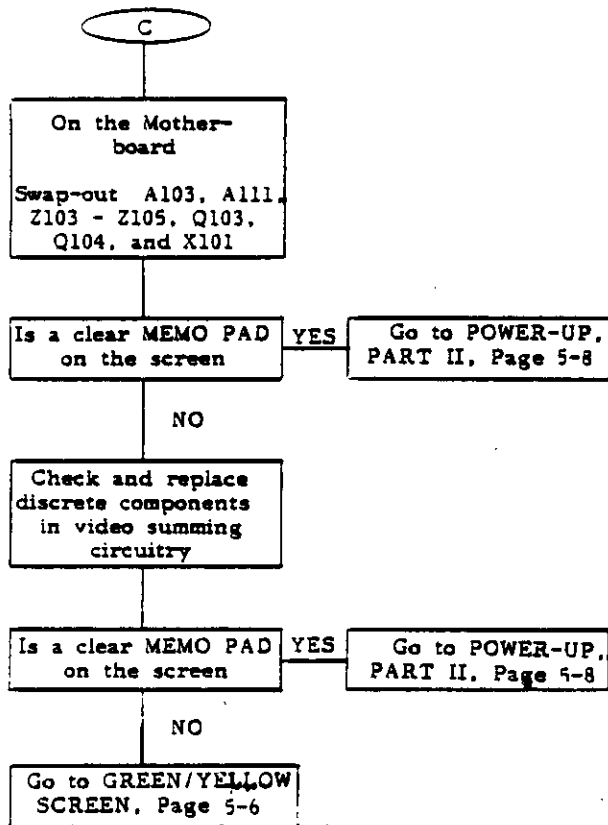 C
On the Mother-
board
Swap-out A103, A111,
Z103 - Z105, Q103,
Q104, and X101
Is a clear MEMO PAD
on the screen
YES
Go to POWER-UP,
PART II, Page 5-8
NO
Check and replace
discrete components
in video summing
circuitry
Is a clear MEMO PAD
on the screen
YES
Go to POWER-UP,
PART II, Page 5-8
NO
Go to GREEN/YELLOW
SCREEN, Page 5-6